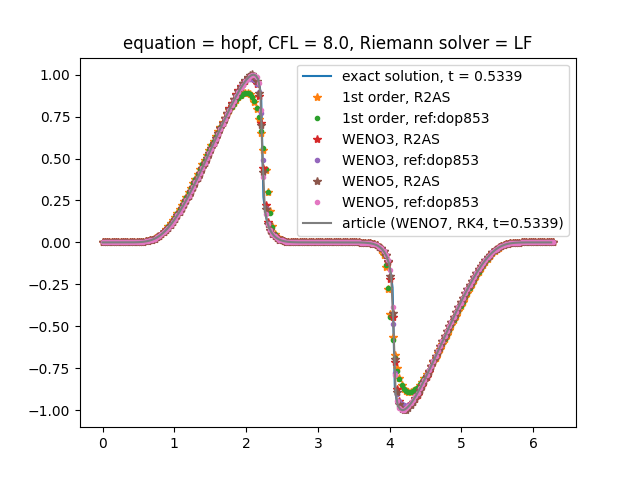 equation = hopf, CFL = 8.0, Riemann solver = LF
exact solution, t = 0.5339
1st order, R2AS
1st order, ref:dop853
WENO3, R2AS
WENO3, ref:dop853
WENO5, R2AS
WENO5, ref:dop853
article (WENO7, RK4, t=0.5339)
1.00
0.75
0.50
0.25
0.00
−0.25
−0.50
−0.75
−1.00
0 1 2 3 4 5 6